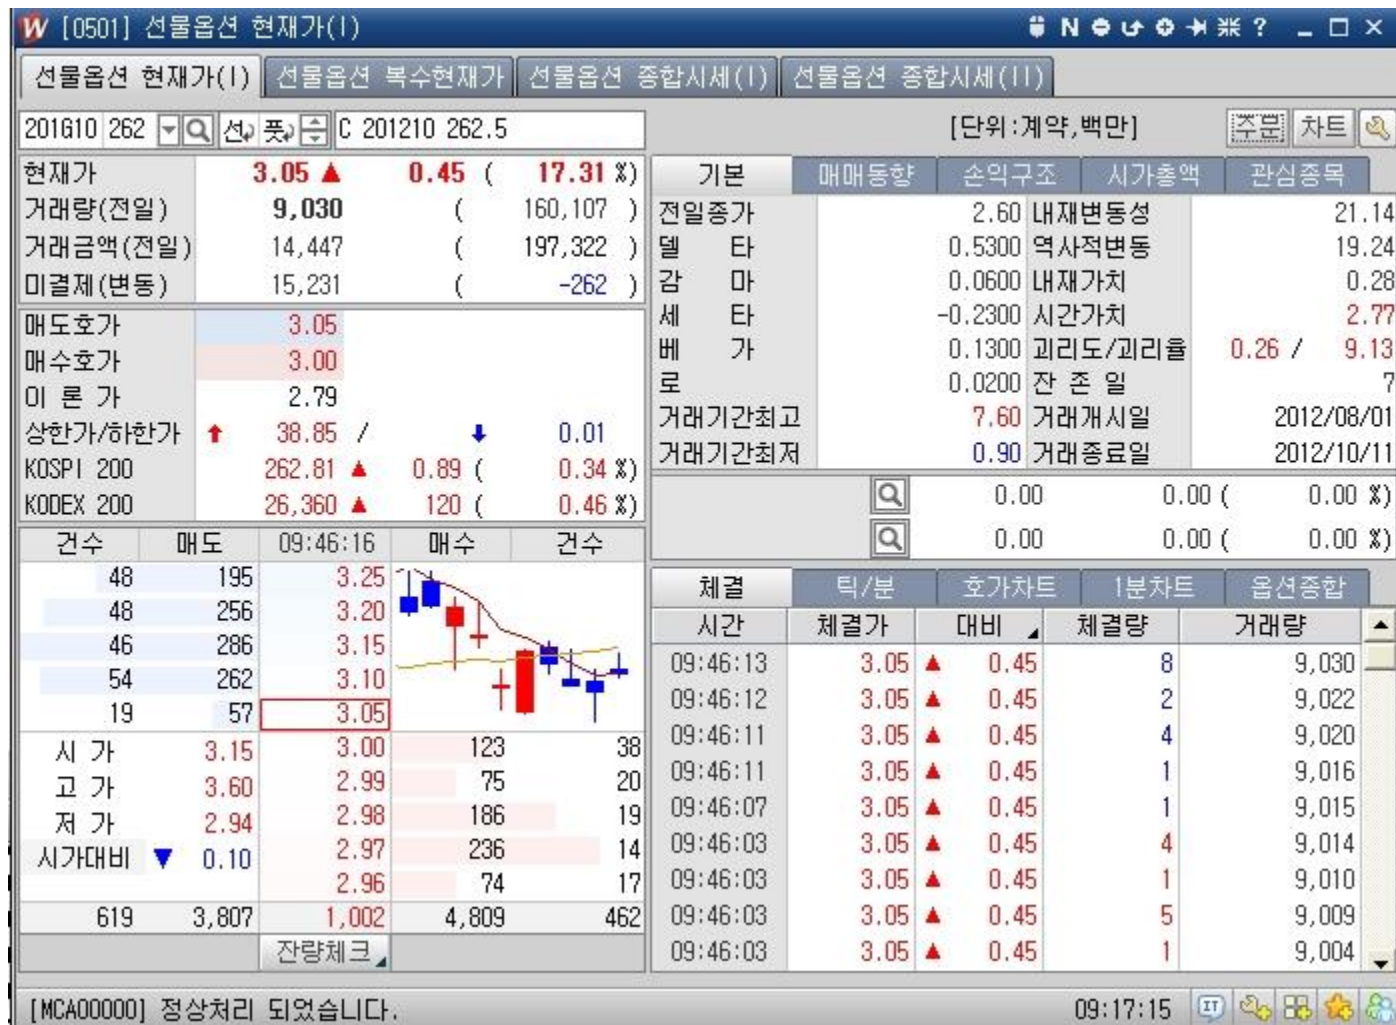 W [0501] 선물옵션 현재가(I) N ?
선물옵션 현재가(I) 선물옵션 복수현재가 선물옵션 종합시세(I) 선물옵션 종합시세(II)
201G10 262 선 풋 C 201210 262.5 [단위:계약,백만] 주문 차트
현재가 3.05 ▲ 0.45 ( 17.31 %)
거래량(전일) 9,030 ( 160,107 )
거래금액(전일) 14,447 ( 197,322 )
미결제(변동) 15,231 ( -262 )
매도호가 3.05
매수호가 3.00
이 론 가 2.79
상한가/하한가 ↑ 38.85 / ↓ 0.01
KOSPI 200 262.81 ▲ 0.89 ( 0.34 %)
KODEX 200 26,360 ▲ 120 ( 0.46 %)
건수 매도 09:46:16 매수 건수
48 195 3.25
48 256 3.20
46 286 3.15
54 262 3.10
19 57 3.05
시 가 3.15 3.00 123 38
고 가 3.60 2.99 75 20
저 가 2.94 2.98 186 19
시가대비 ▼ 0.10 2.97 236 14
2.96 74 17
619 3,807 1,002 4,809 462
잔량체크
기본 매매동향 손익구조 시가총액 관심종목
전일종가 2.60 내재변동성 21.14
델 타 0.5300 역사적변동 19.24
감 마 0.0600 내재가치 0.28
세 타 -0.2300 시간가치 2.77
베 가 0.1300 괴리도/괴리율 0.26 / 9.13
로 0.0200 잔 존 일 7
거래기간최고 7.60 거래개시일 2012/08/01
거래기간최저 0.90 거래종료일 2012/10/11
0.00 0.00 ( 0.00 %)
0.00 0.00 ( 0.00 %)
체결 틱/분 호가차트 1분차트 옵션종합
시간 체결가 대비 체결량 거래량
09:46:13 3.05 ▲ 0.45 8 9,030
09:46:12 3.05 ▲ 0.45 2 9,022
09:46:11 3.05 ▲ 0.45 4 9,020
09:46:11 3.05 ▲ 0.45 1 9,016
09:46:07 3.05 ▲ 0.45 1 9,015
09:46:03 3.05 ▲ 0.45 4 9,014
09:46:03 3.05 ▲ 0.45 1 9,010
09:46:03 3.05 ▲ 0.45 5 9,009
09:46:03 3.05 ▲ 0.45 1 9,004
[MCA00000] 정상처리 되었습니다. 09:17:15 IT